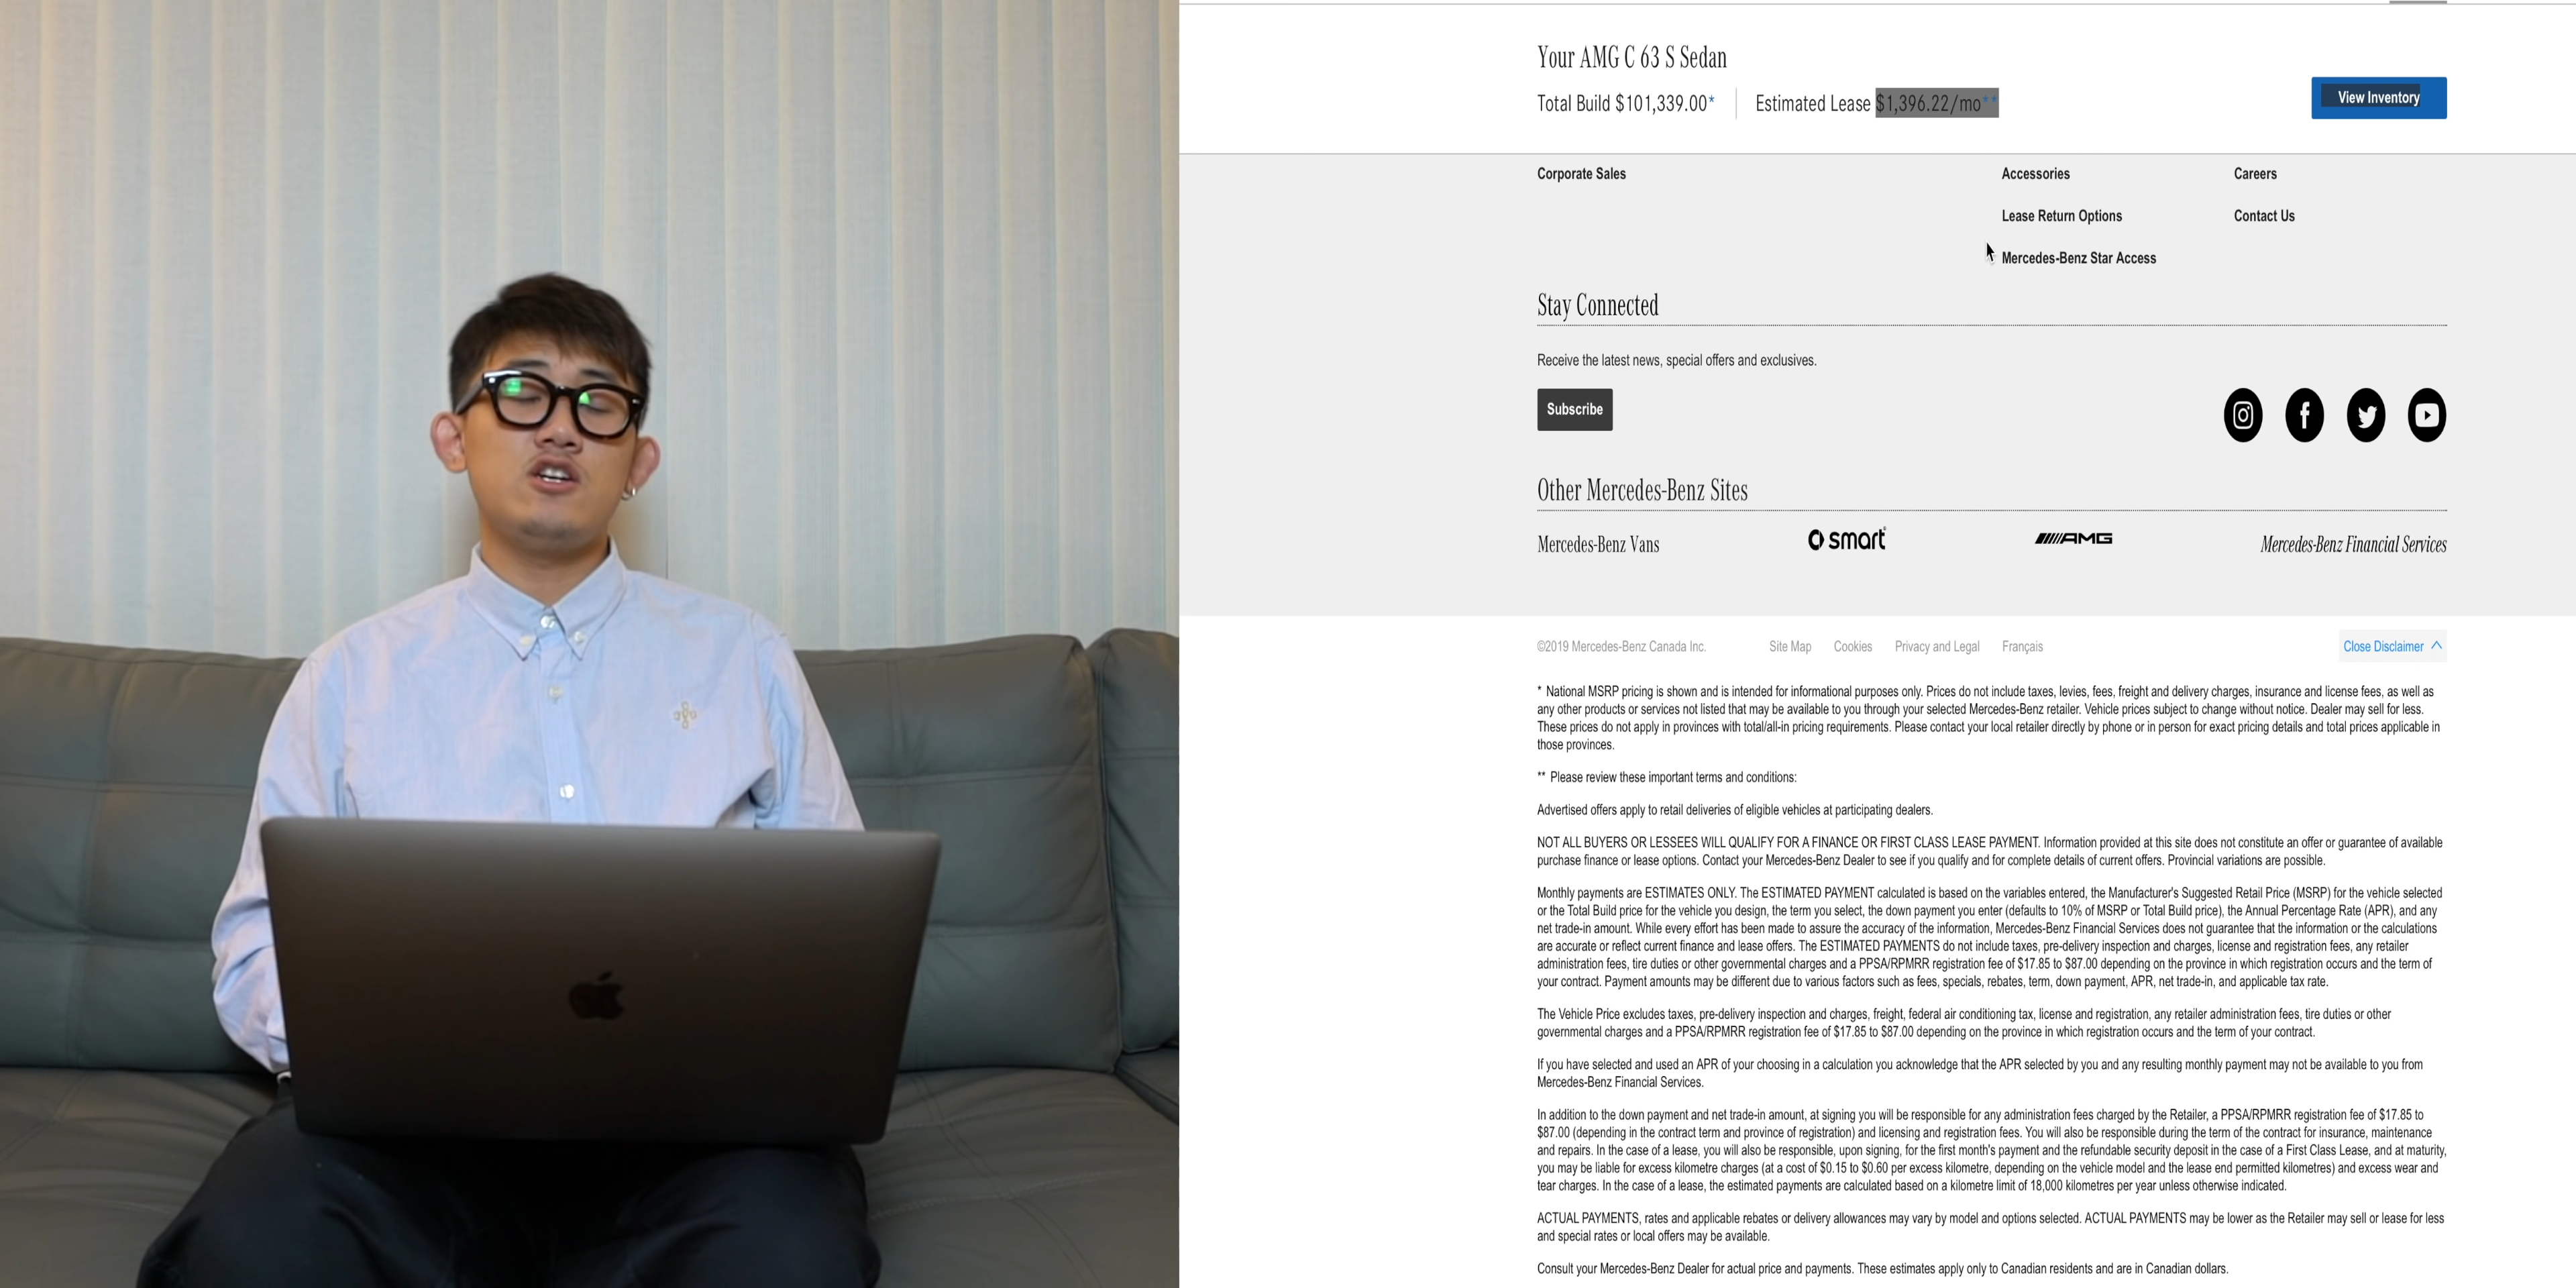 Your AMG C 63 S Sedan
Total Build $101,339.00* Estimated Lease $1,396.22/mo**
View Inventory
Corporate Sales Accessories Careers
Lease Return Options Contact Us
Mercedes-Benz Star Access
Stay Connected
Receive the latest news, special offers and exclusives.
Subscribe
Other Mercedes-Benz Sites
Mercedes-Benz Vans smart AMG Mercedes-Benz Financial Services
©2019 Mercedes-Benz Canada Inc. Site Map Cookies Privacy and Legal Français Close Disclaimer
* National MSRP pricing is shown and is intended for informational purposes only. Prices do not include taxes, levies, fees, freight and delivery charges, insurance and license fees, as well as
any other products or services not listed that may be available to you through your selected Mercedes-Benz retailer. Vehicle prices subject to change without notice. Dealer may sell for less.
These prices do not apply in provinces with total/all-in pricing requirements. Please contact your local retailer directly by phone or in person for exact pricing details and total prices applicable in
those provinces.
** Please review these important terms and conditions:
Advertised offers apply to retail deliveries of eligible vehicles at participating dealers.
NOT ALL BUYERS OR LESSEES WILL QUALIFY FOR A FINANCE OR FIRST CLASS LEASE PAYMENT. Information provided at this site does not constitute an offer or guarantee of available
purchase finance or lease options. Contact your Mercedes-Benz Dealer to see if you qualify and for complete details of current offers. Provincial variations are possible.
Monthly payments are ESTIMATES ONLY. The ESTIMATED PAYMENT calculated is based on the variables entered, the Manufacturer's Suggested Retail Price (MSRP) for the vehicle selected
or the Total Build price for the vehicle you design, the term you select, the down payment you enter (defaults to 10% of MSRP or Total Build price), the Annual Percentage Rate (APR), and any
net trade-in amount. While every effort has been made to assure the accuracy of the information, Mercedes-Benz Financial Services does not guarantee that the information or the calculations
are accurate or reflect current finance and lease offers. The ESTIMATED PAYMENTS do not include taxes, pre-delivery inspection and charges, license and registration fees, any retailer
administration fees, tire duties or other governmental charges and a PPSA/RPMRR registration fee of $17.85 to $87.00 depending on the province in which registration occurs and the term of
your contract. Payment amounts may be different due to various factors such as fees, specials, rebates, term, down payment, APR, net trade-in, and applicable tax rate.
The Vehicle Price excludes taxes, pre-delivery inspection and charges, freight, federal air conditioning tax, license and registration, any retailer administration fees, tire duties or other
governmental charges and a PPSA/RPMRR registration fee of $17.85 to $87.00 depending on the province in which registration occurs and the term of your contract.
If you have selected and used an APR of your choosing in a calculation you acknowledge that the APR selected by you and any resulting monthly payment may not be available to you from
Mercedes-Benz Financial Services.
In addition to the down payment and net trade-in amount, at signing you will be responsible for any administration fees charged by the Retailer, a PPSA/RPMRR registration fee of $17.85 to
$87.00 (depending in the contract term and province of registration) and licensing and registration fees. You will also be responsible during the term of the contract for insurance, maintenance
and repairs. In the case of a lease, you will also be responsible, upon signing, for the first month's payment and the refundable security deposit in the case of a First Class Lease, and at maturity,
you may be liable for excess kilometre charges (at a cost of $0.15 to $0.60 per excess kilometre, depending on the vehicle model and the lease end permitted kilometres) and excess wear and
tear charges. In the case of a lease, the estimated payments are calculated based on a kilometre limit of 18,000 kilometres per year unless otherwise indicated.
ACTUAL PAYMENTS, rates and applicable rebates or delivery allowances may vary by model and options selected. ACTUAL PAYMENTS may be lower as the Retailer may sell or lease for less
and special rates or local offers may be available.
Consult your Mercedes-Benz Dealer for actual price and payments. These estimates apply only to Canadian residents and are in Canadian dollars.